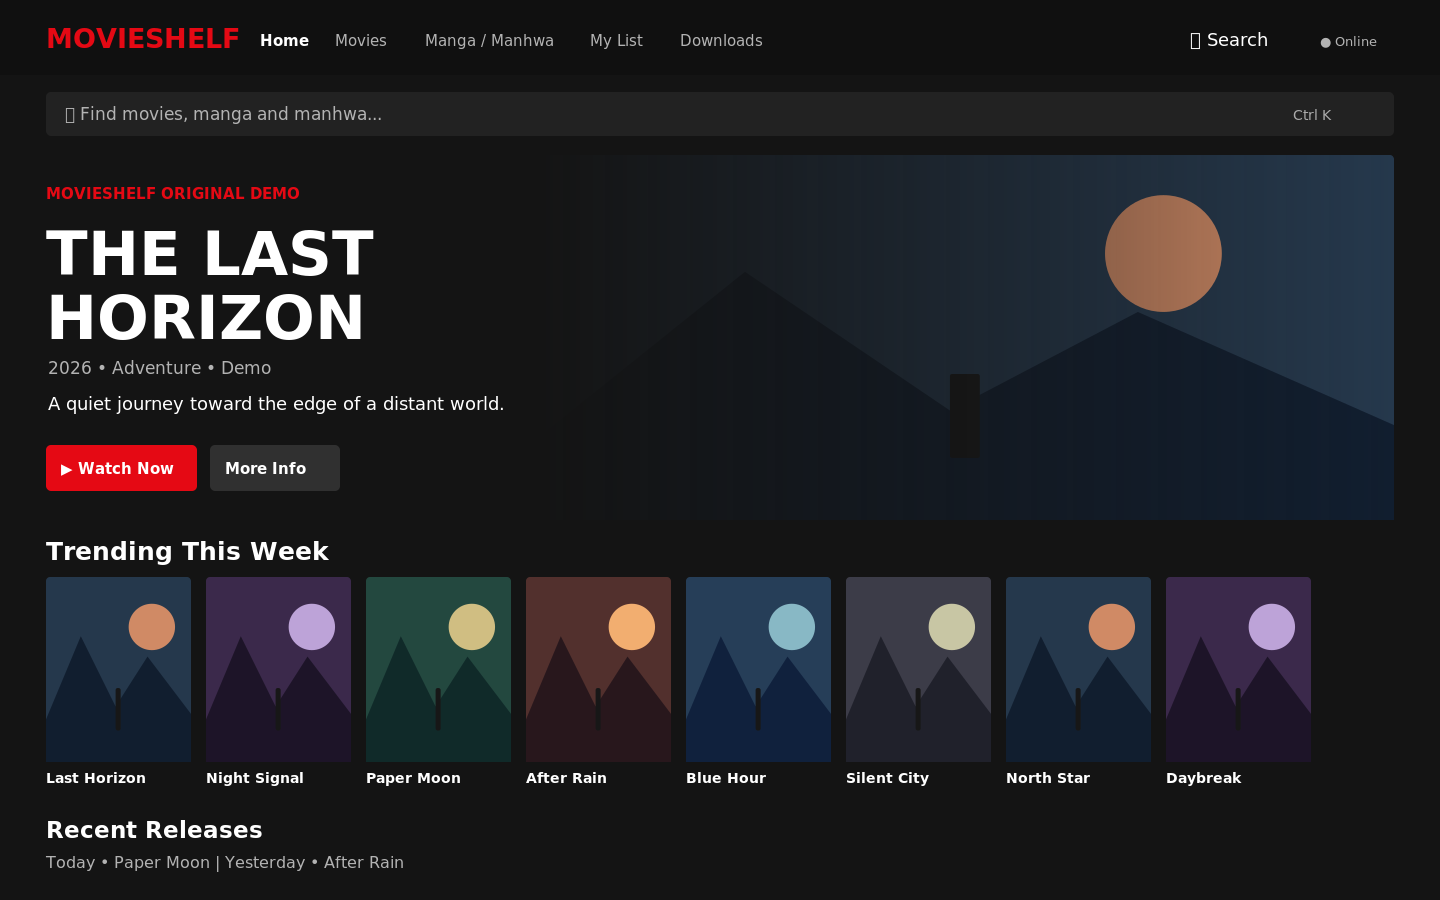 MOVIESHELF Home Movies Manga / Manhwa My List Downloads Search ● Online
Find movies, manga and manhwa... Ctrl K
MOVIESHELF ORIGINAL DEMO
THE LAST
HORIZON
2026 • Adventure • Demo
A quiet journey toward the edge of a distant world.
▶ Watch Now More Info
Trending This Week
Last Horizon Night Signal Paper Moon After Rain Blue Hour Silent City North Star Daybreak
Recent Releases
Today • Paper Moon | Yesterday • After Rain